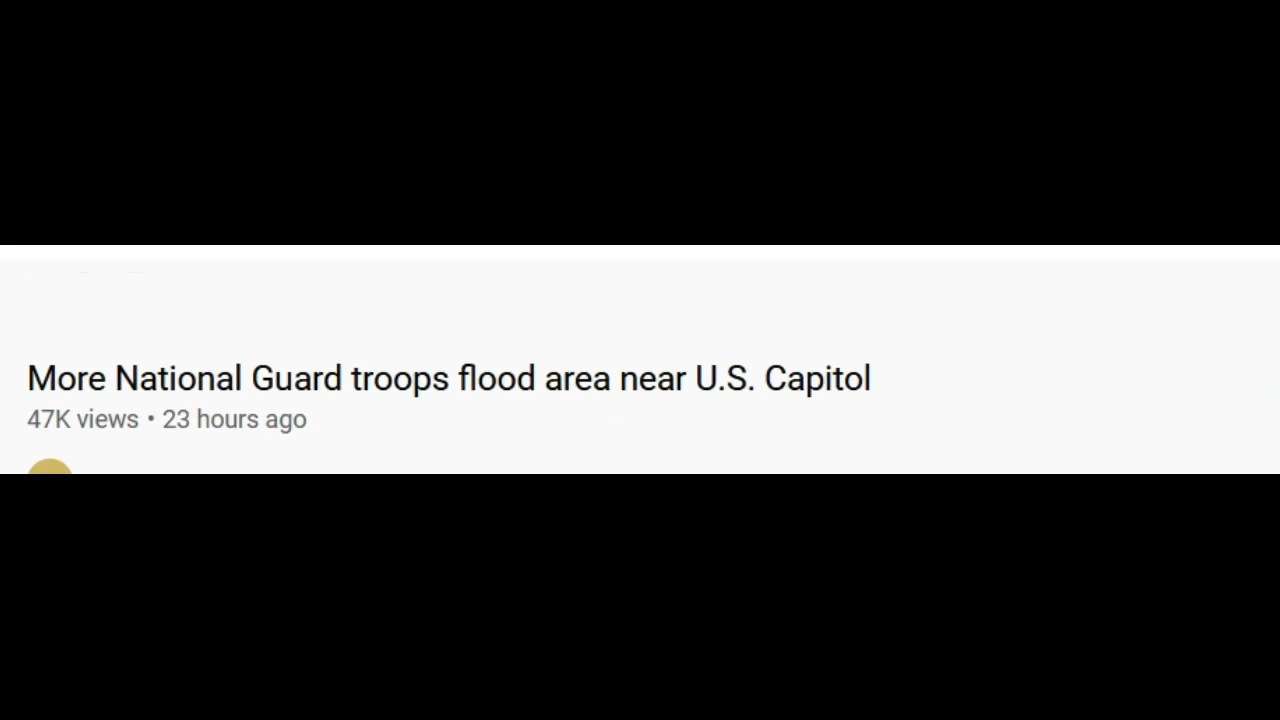 More National Guard troops flood area near U.S. Capitol
47K views • 23 hours ago